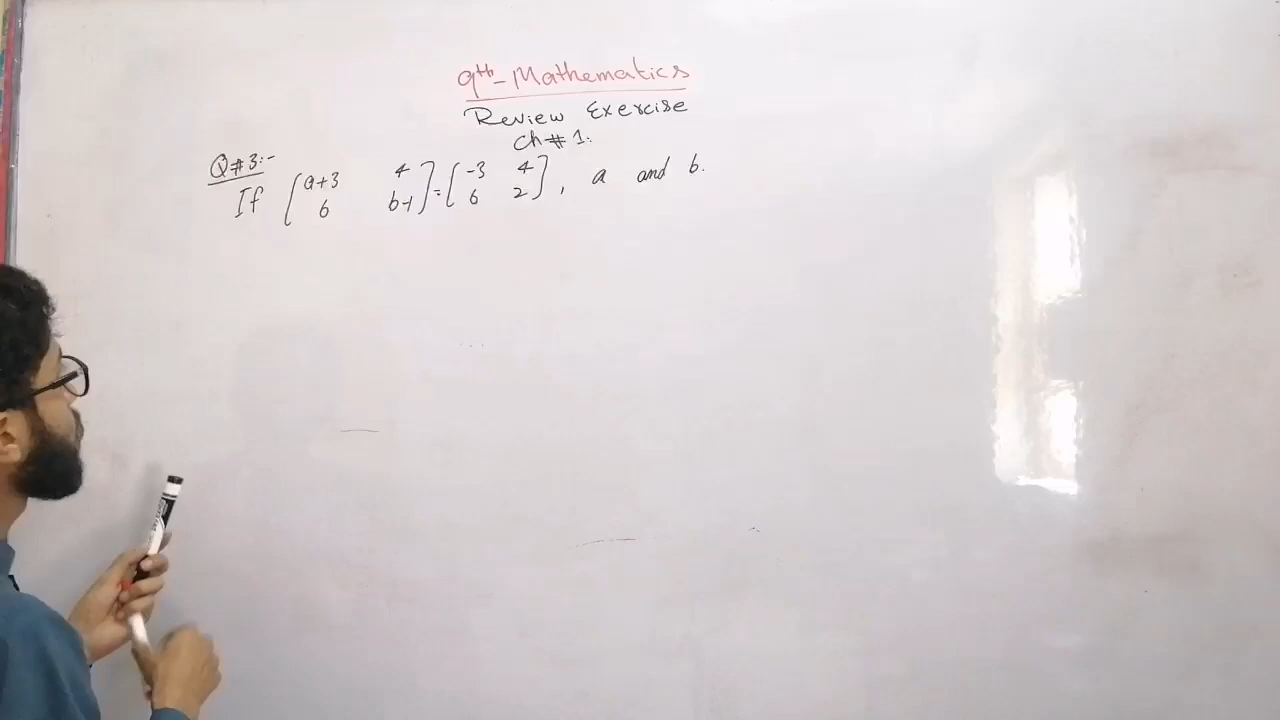 9th - Mathematics
Review Exercise
Ch # 1:
Q # 3:-
If [a+3 4] = [-3 4], a and b.
[6 b-1] [6 2]